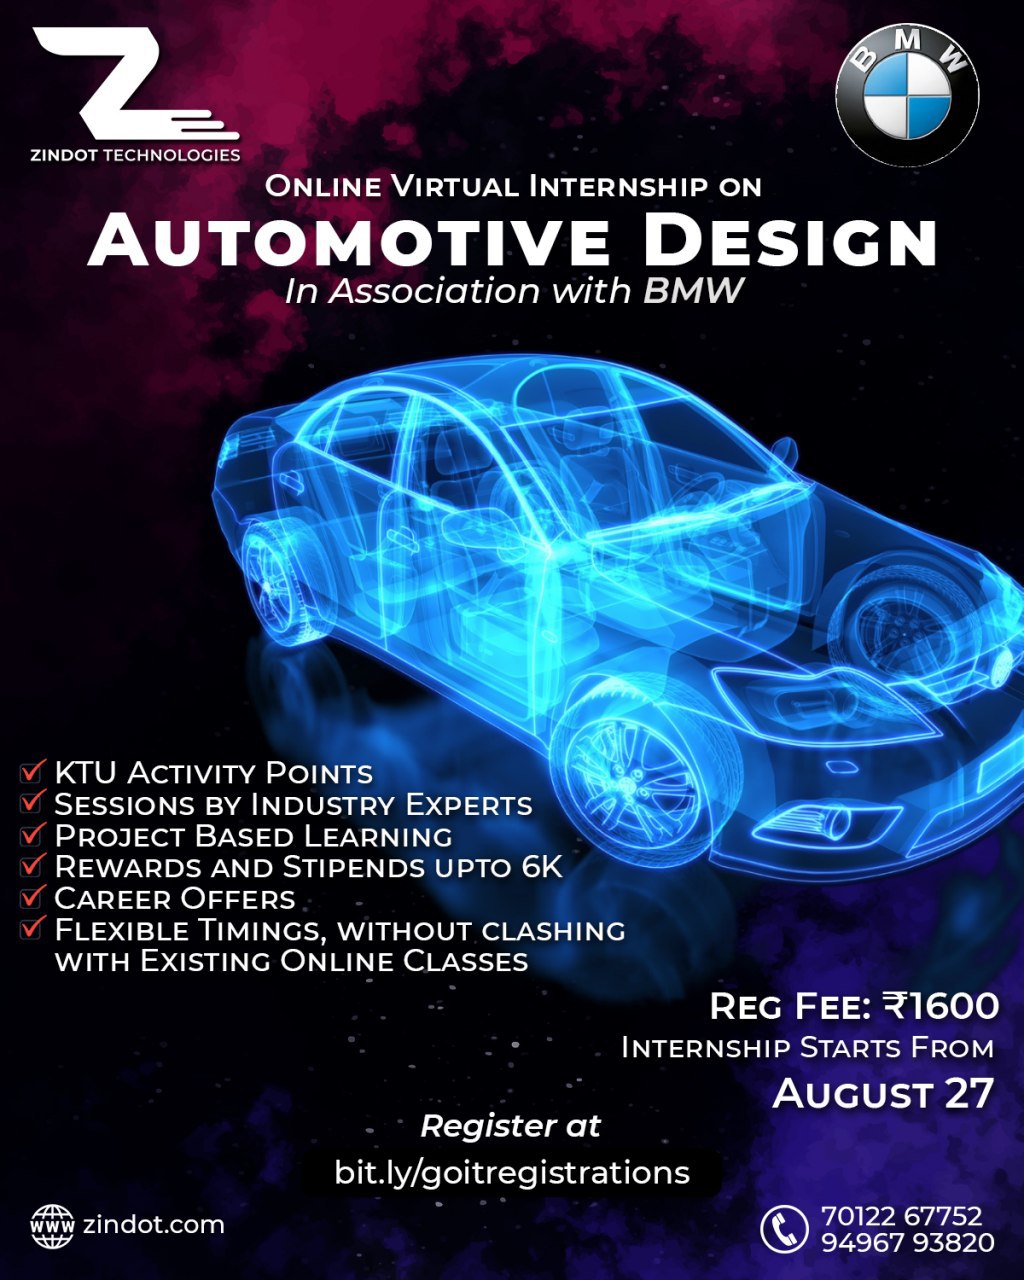 ZINDOT TECHNOLOGIES
BMW
Online Virtual Internship on
Automotive Design
In Association with BMW
KTU Activity Points
Sessions by Industry Experts
Project Based Learning
Rewards and Stipends upto 6K
Career Offers
Flexible Timings, without clashing
with Existing Online Classes
Reg Fee: ₹1600
Internship Starts From
August 27
Register at
bit.ly/goitregistrations
www zindot.com
70122 67752
94967 93820